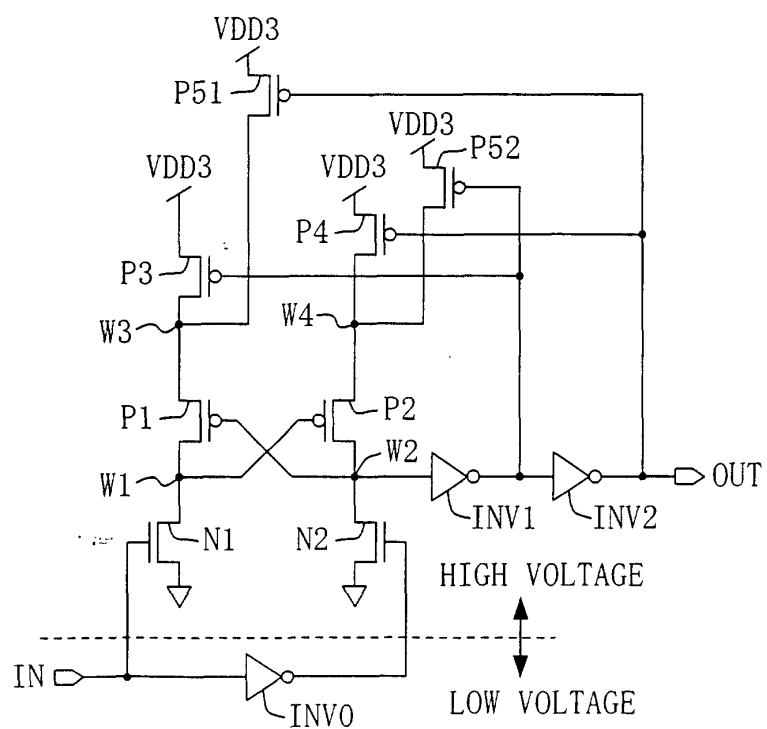 VDD3
P51
VDD3
P52
VDD3
VDD3
P4
P3
W3
W4
P1
P2
W1
W2
OUT
INV1
INV2
N1
N2
HIGH VOLTAGE
IN
LOW VOLTAGE
INV0